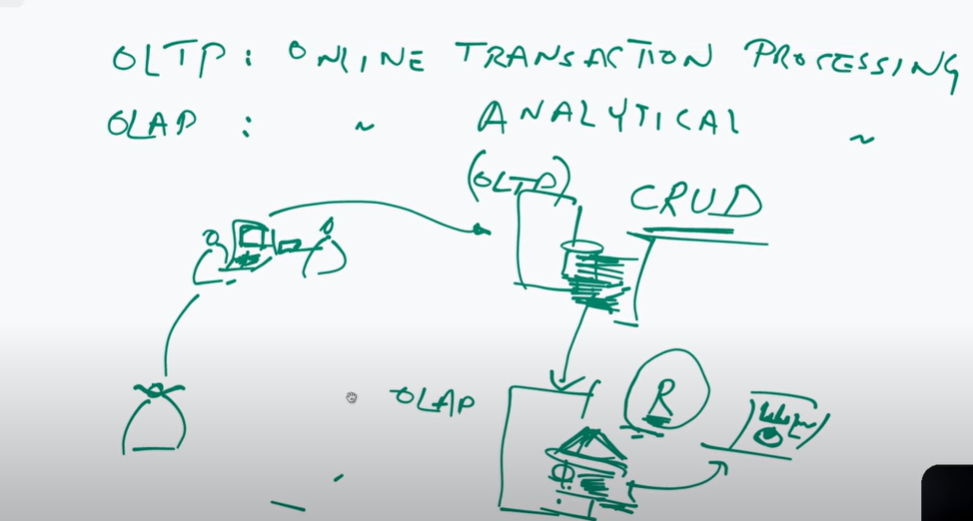 OLTP : ONLINE TRANSACTION PROCESSING
OLAP : ~ ANALYTICAL ~
(OLTP)
CRUD
OLAP
R